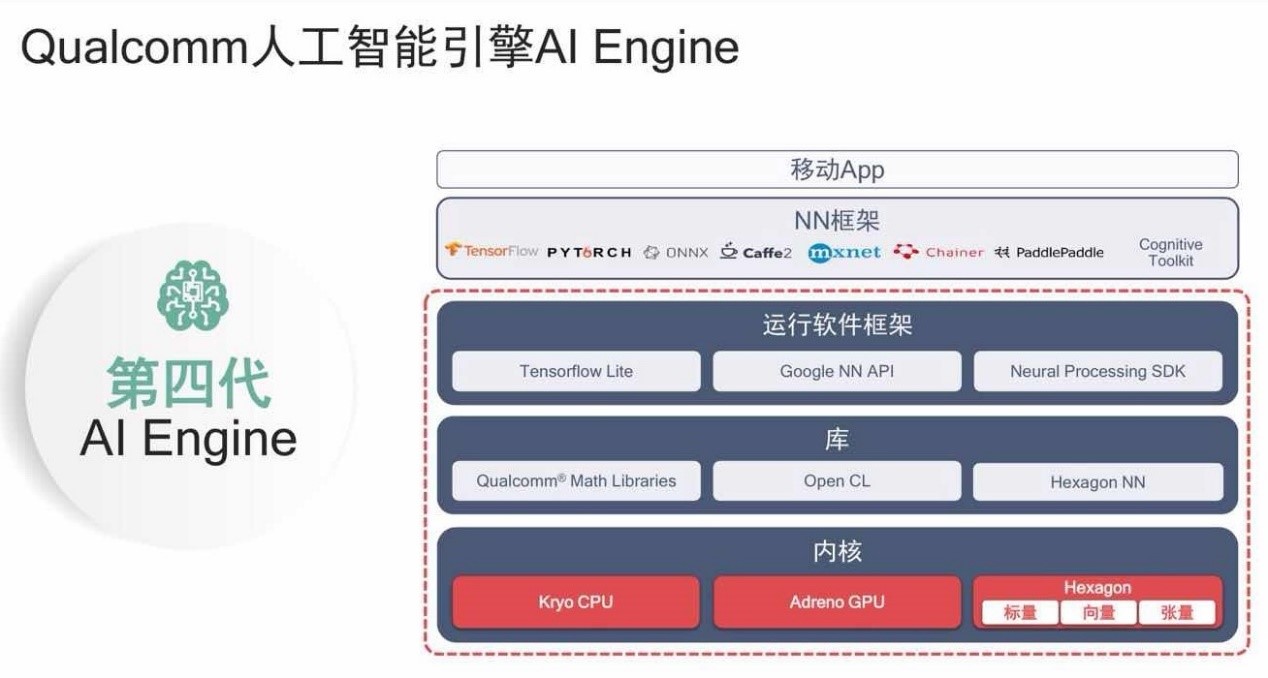 Qualcomm人工智能引擎AI Engine
第四代
AI Engine
移动App
NN框架
TensorFlow PYTORCH ONNX Caffe2 mxnet Chainer PaddlePaddle Cognitive
Toolkit
运行软件框架
Tensorflow Lite Google NN API Neural Processing SDK
库
Qualcomm® Math Libraries Open CL Hexagon NN
内核
Kryo CPU Adreno GPU Hexagon
标量 向量 张量